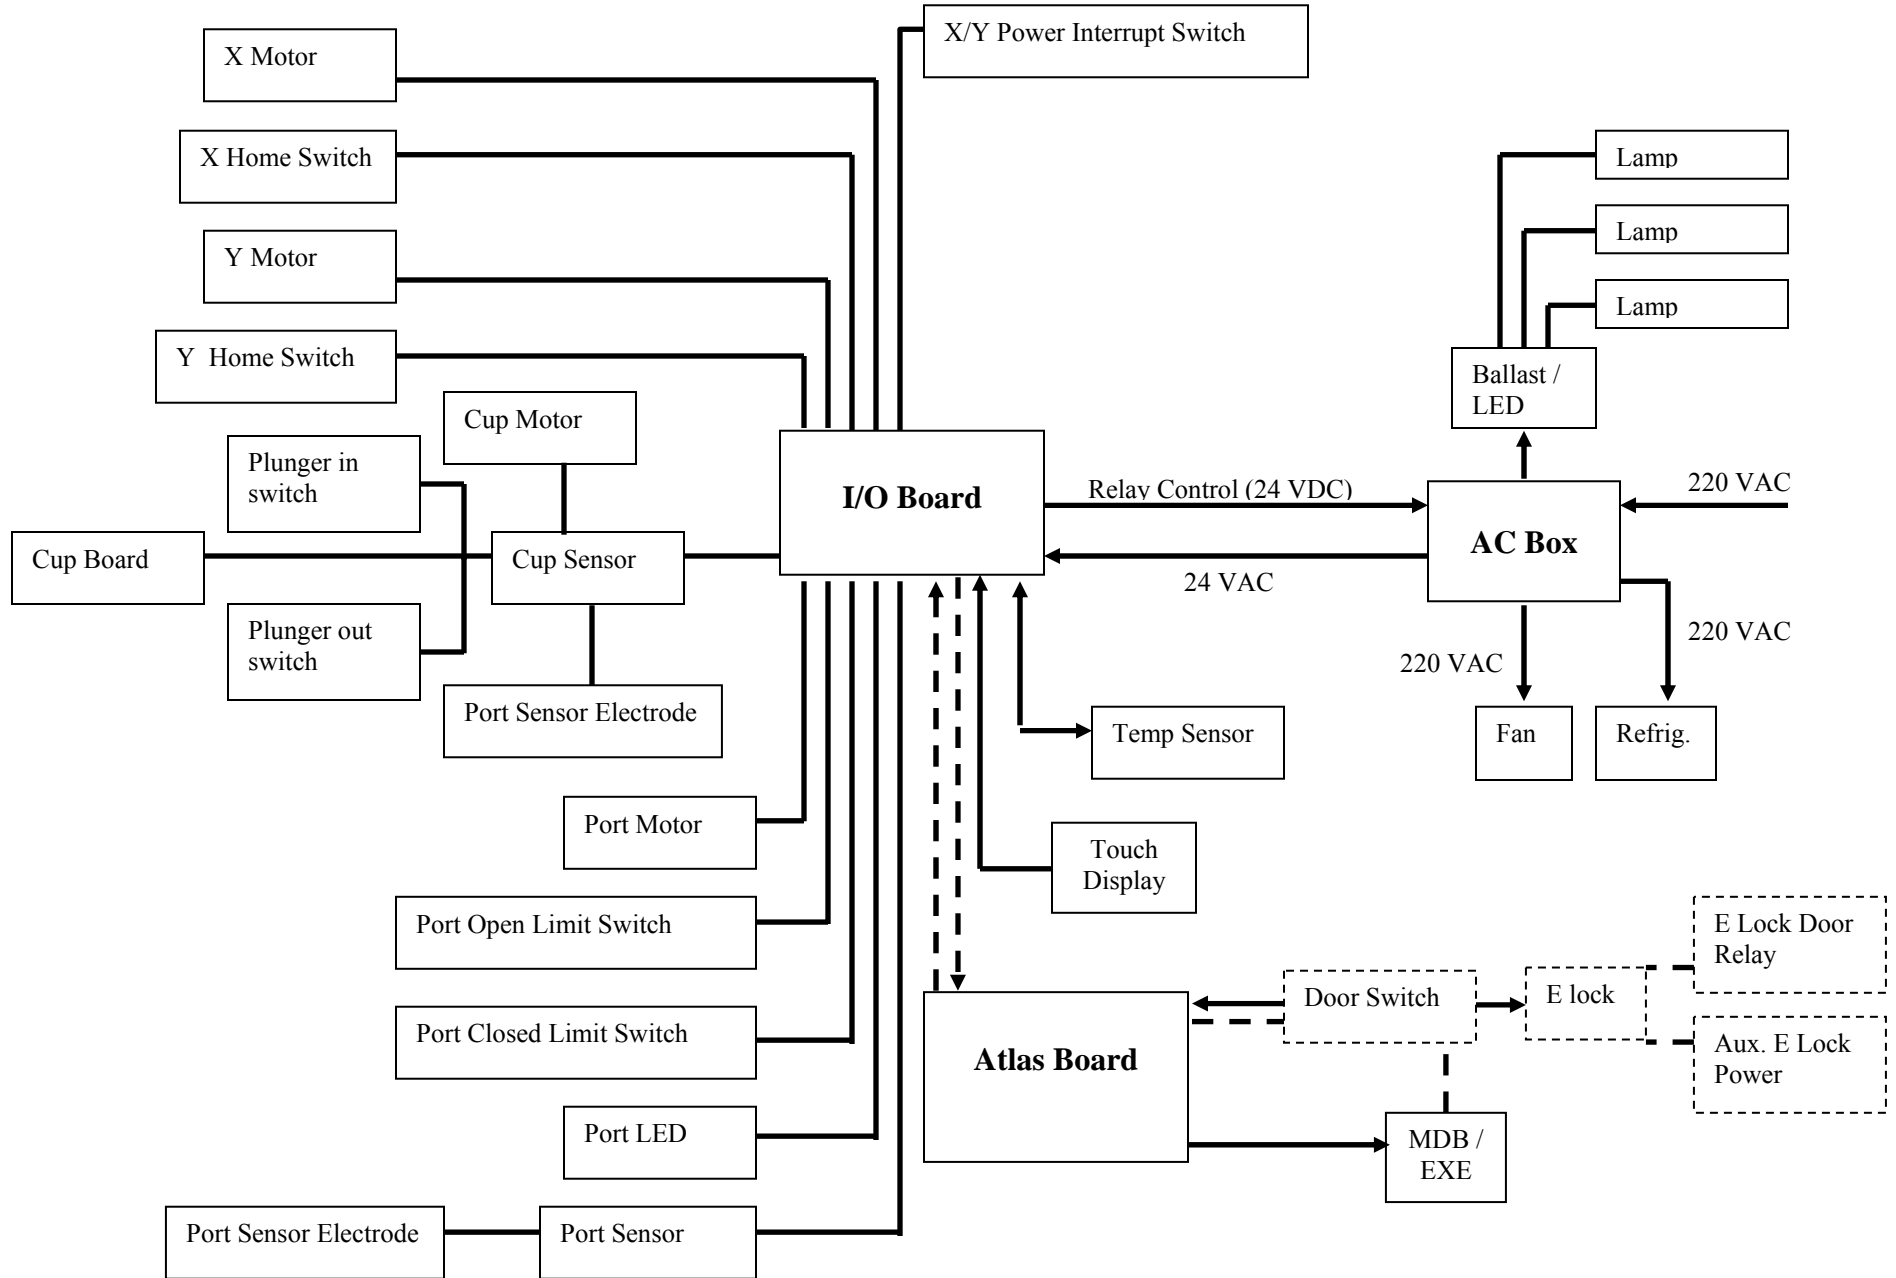 X/Y Power Interrupt Switch
X Motor
X Home Switch
Lamp
Lamp
Y Motor
Lamp
Y  Home Switch
Ballast /
LED
Cup Motor
Plunger in
switch
I/O Board
Relay Control (24 VDC)
220 VAC
AC Box
Cup Board
Cup Sensor
24 VAC
Plunger out
switch
220 VAC
220 VAC
Port Sensor Electrode
Temp Sensor
Fan
Refrig.
Port Motor
Touch
Display
Port Open Limit Switch
E Lock Door
Relay
Door Switch
E lock
Port Closed Limit Switch
Atlas Board
Aux. E Lock
Power
Port LED
MDB /
EXE
Port Sensor Electrode
Port Sensor